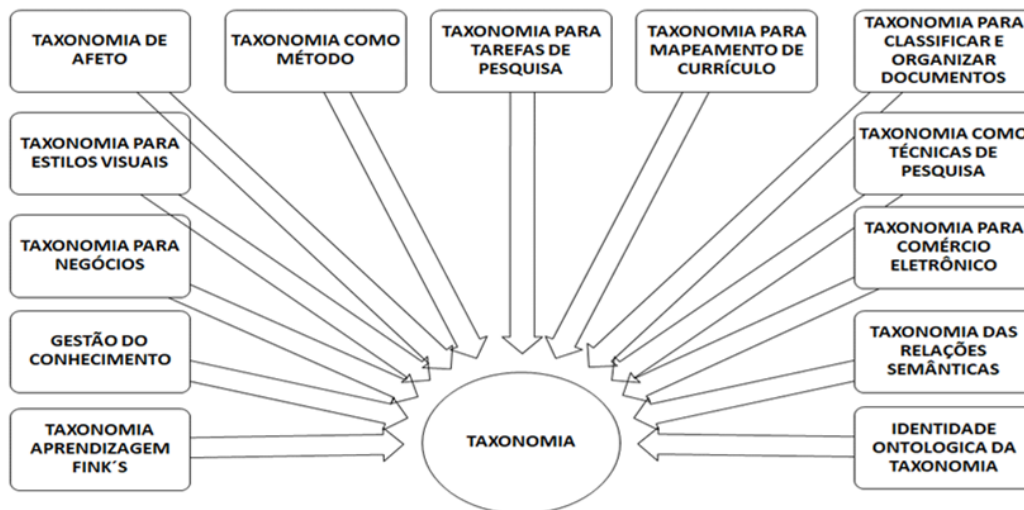 TAXONOMIA DE
AFETO
TAXONOMIA COMO
MÉTODO
TAXONOMIA PARA
TAREFAS DE
PESQUISA
TAXONOMIA PARA
MAPEAMENTO DE
CURRÍCULO
TAXONOMIA PARA
CLASSIFICAR E
ORGANIZAR
DOCUMENTOS
TAXONOMIA PARA
ESTILOS VISUAIS
TAXONOMIA COMO
TÉCNICAS DE
PESQUISA
TAXONOMIA PARA
NEGÓCIOS
TAXONOMIA PARA
COMÉRCIO
ELETRÔNICO
GESTÃO DO
CONHECIMENTO
TAXONOMIA DAS
RELAÇÕES
SEMÂNTICAS
TAXONOMIA
APRENDIZAGEM
FINK´S
TAXONOMIA
IDENTIDADE
ONTOLOGICA DA
TAXONOMIA